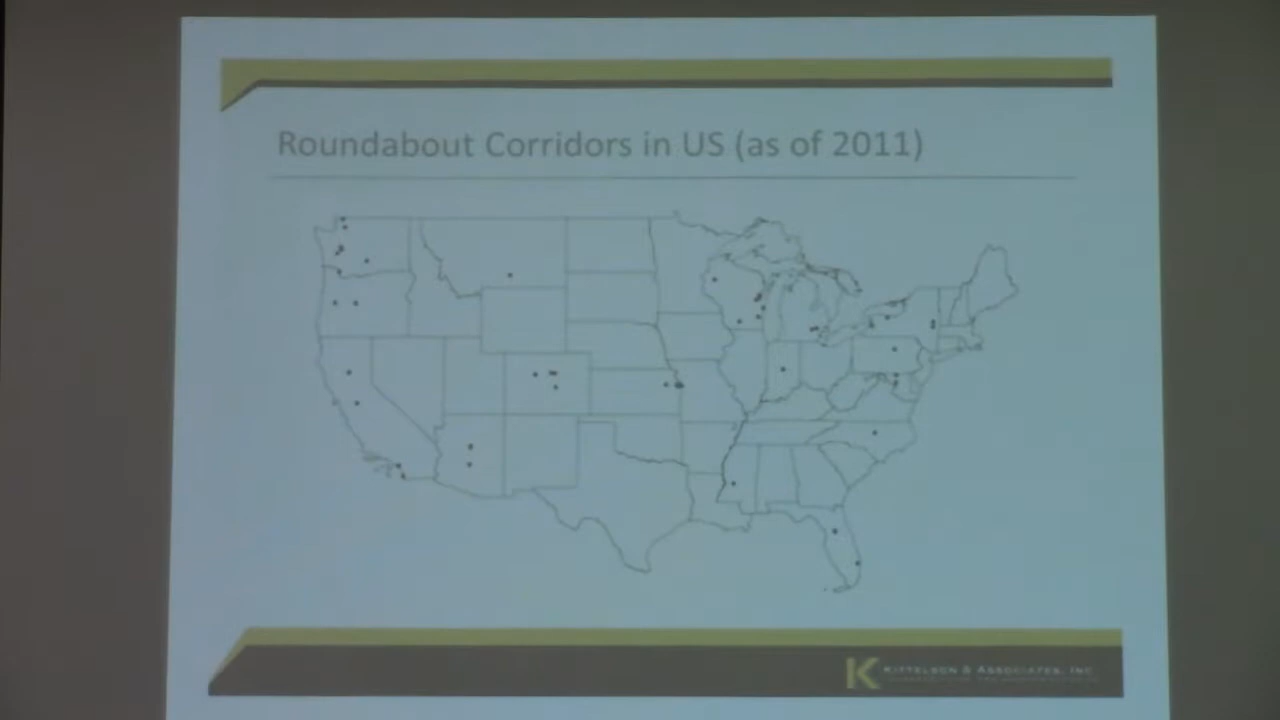 Roundabout Corridors in US (as of 2011)
K KITTELSON & ASSOCIATES, INC.